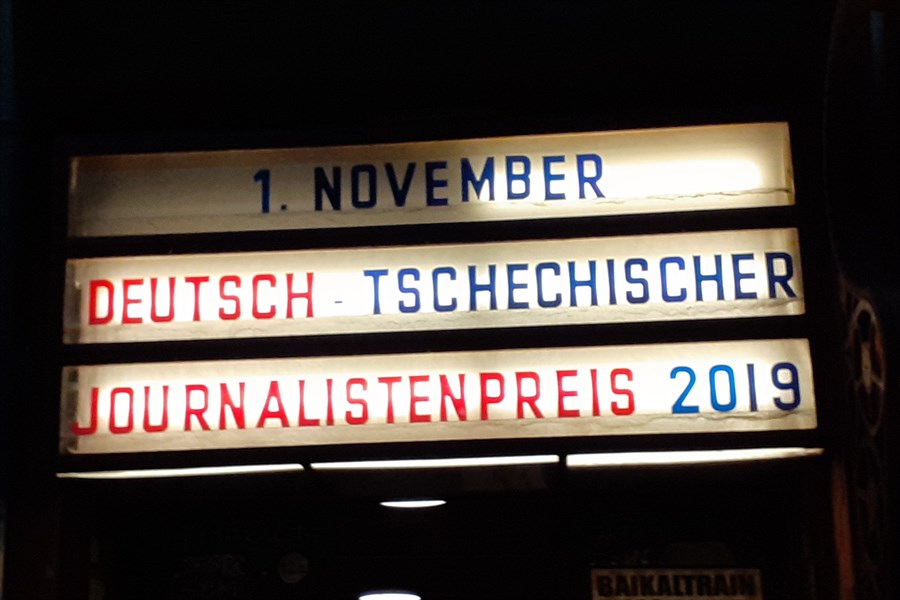 1. NOVEMBER
DEUTSCH - TSCHECHISCHER
JOURNALISTENPREIS 2019
BAIKALTRAIN